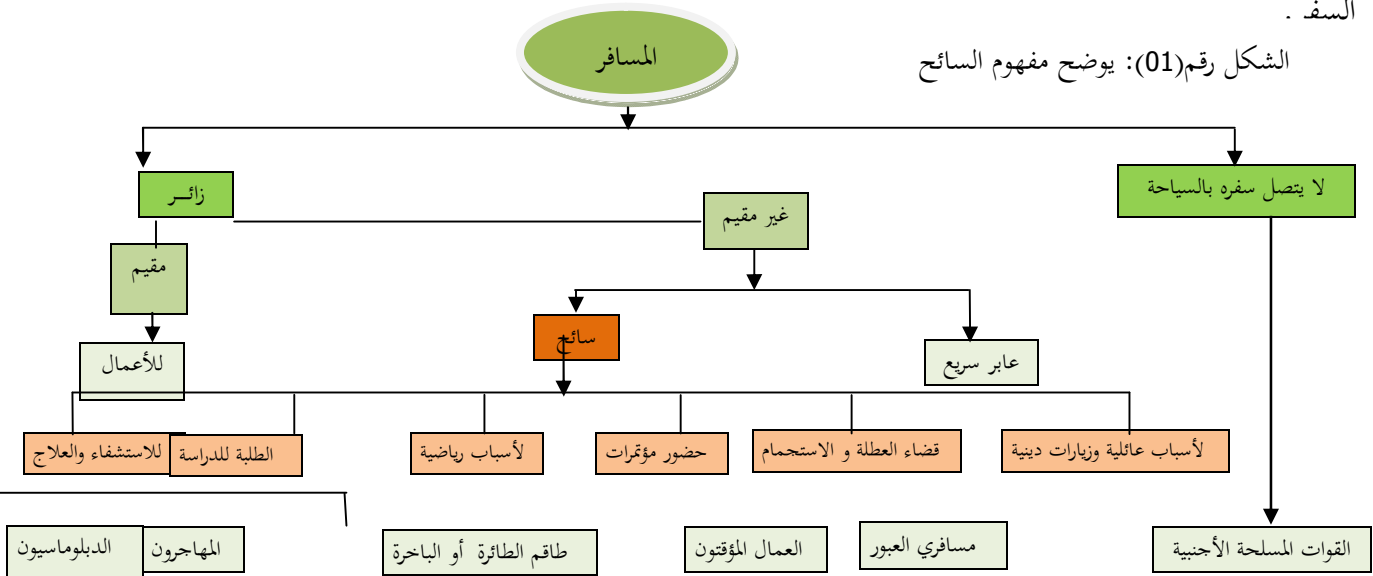 الشكل رقم(01): يوضح مفهوم السائح
المسافر
لا يتصل سفره بالسياحة
زائـــر
غير مقيم
مقيم
سائح
عابر سريع
للأعمال
لأسباب عائلية وزيارات دينية
قضاء العطلة و الاستحمام
حضور مؤتمرات
لأسباب رياضية
الطلبة للدراسة
للاستشفاء والعلاج
القوات المسلحة الأجنبية
مسافري العبور
العمال المؤقتون
طاقم الطائرة أو الباخرة
المهاجرون
الدبلوماسيون